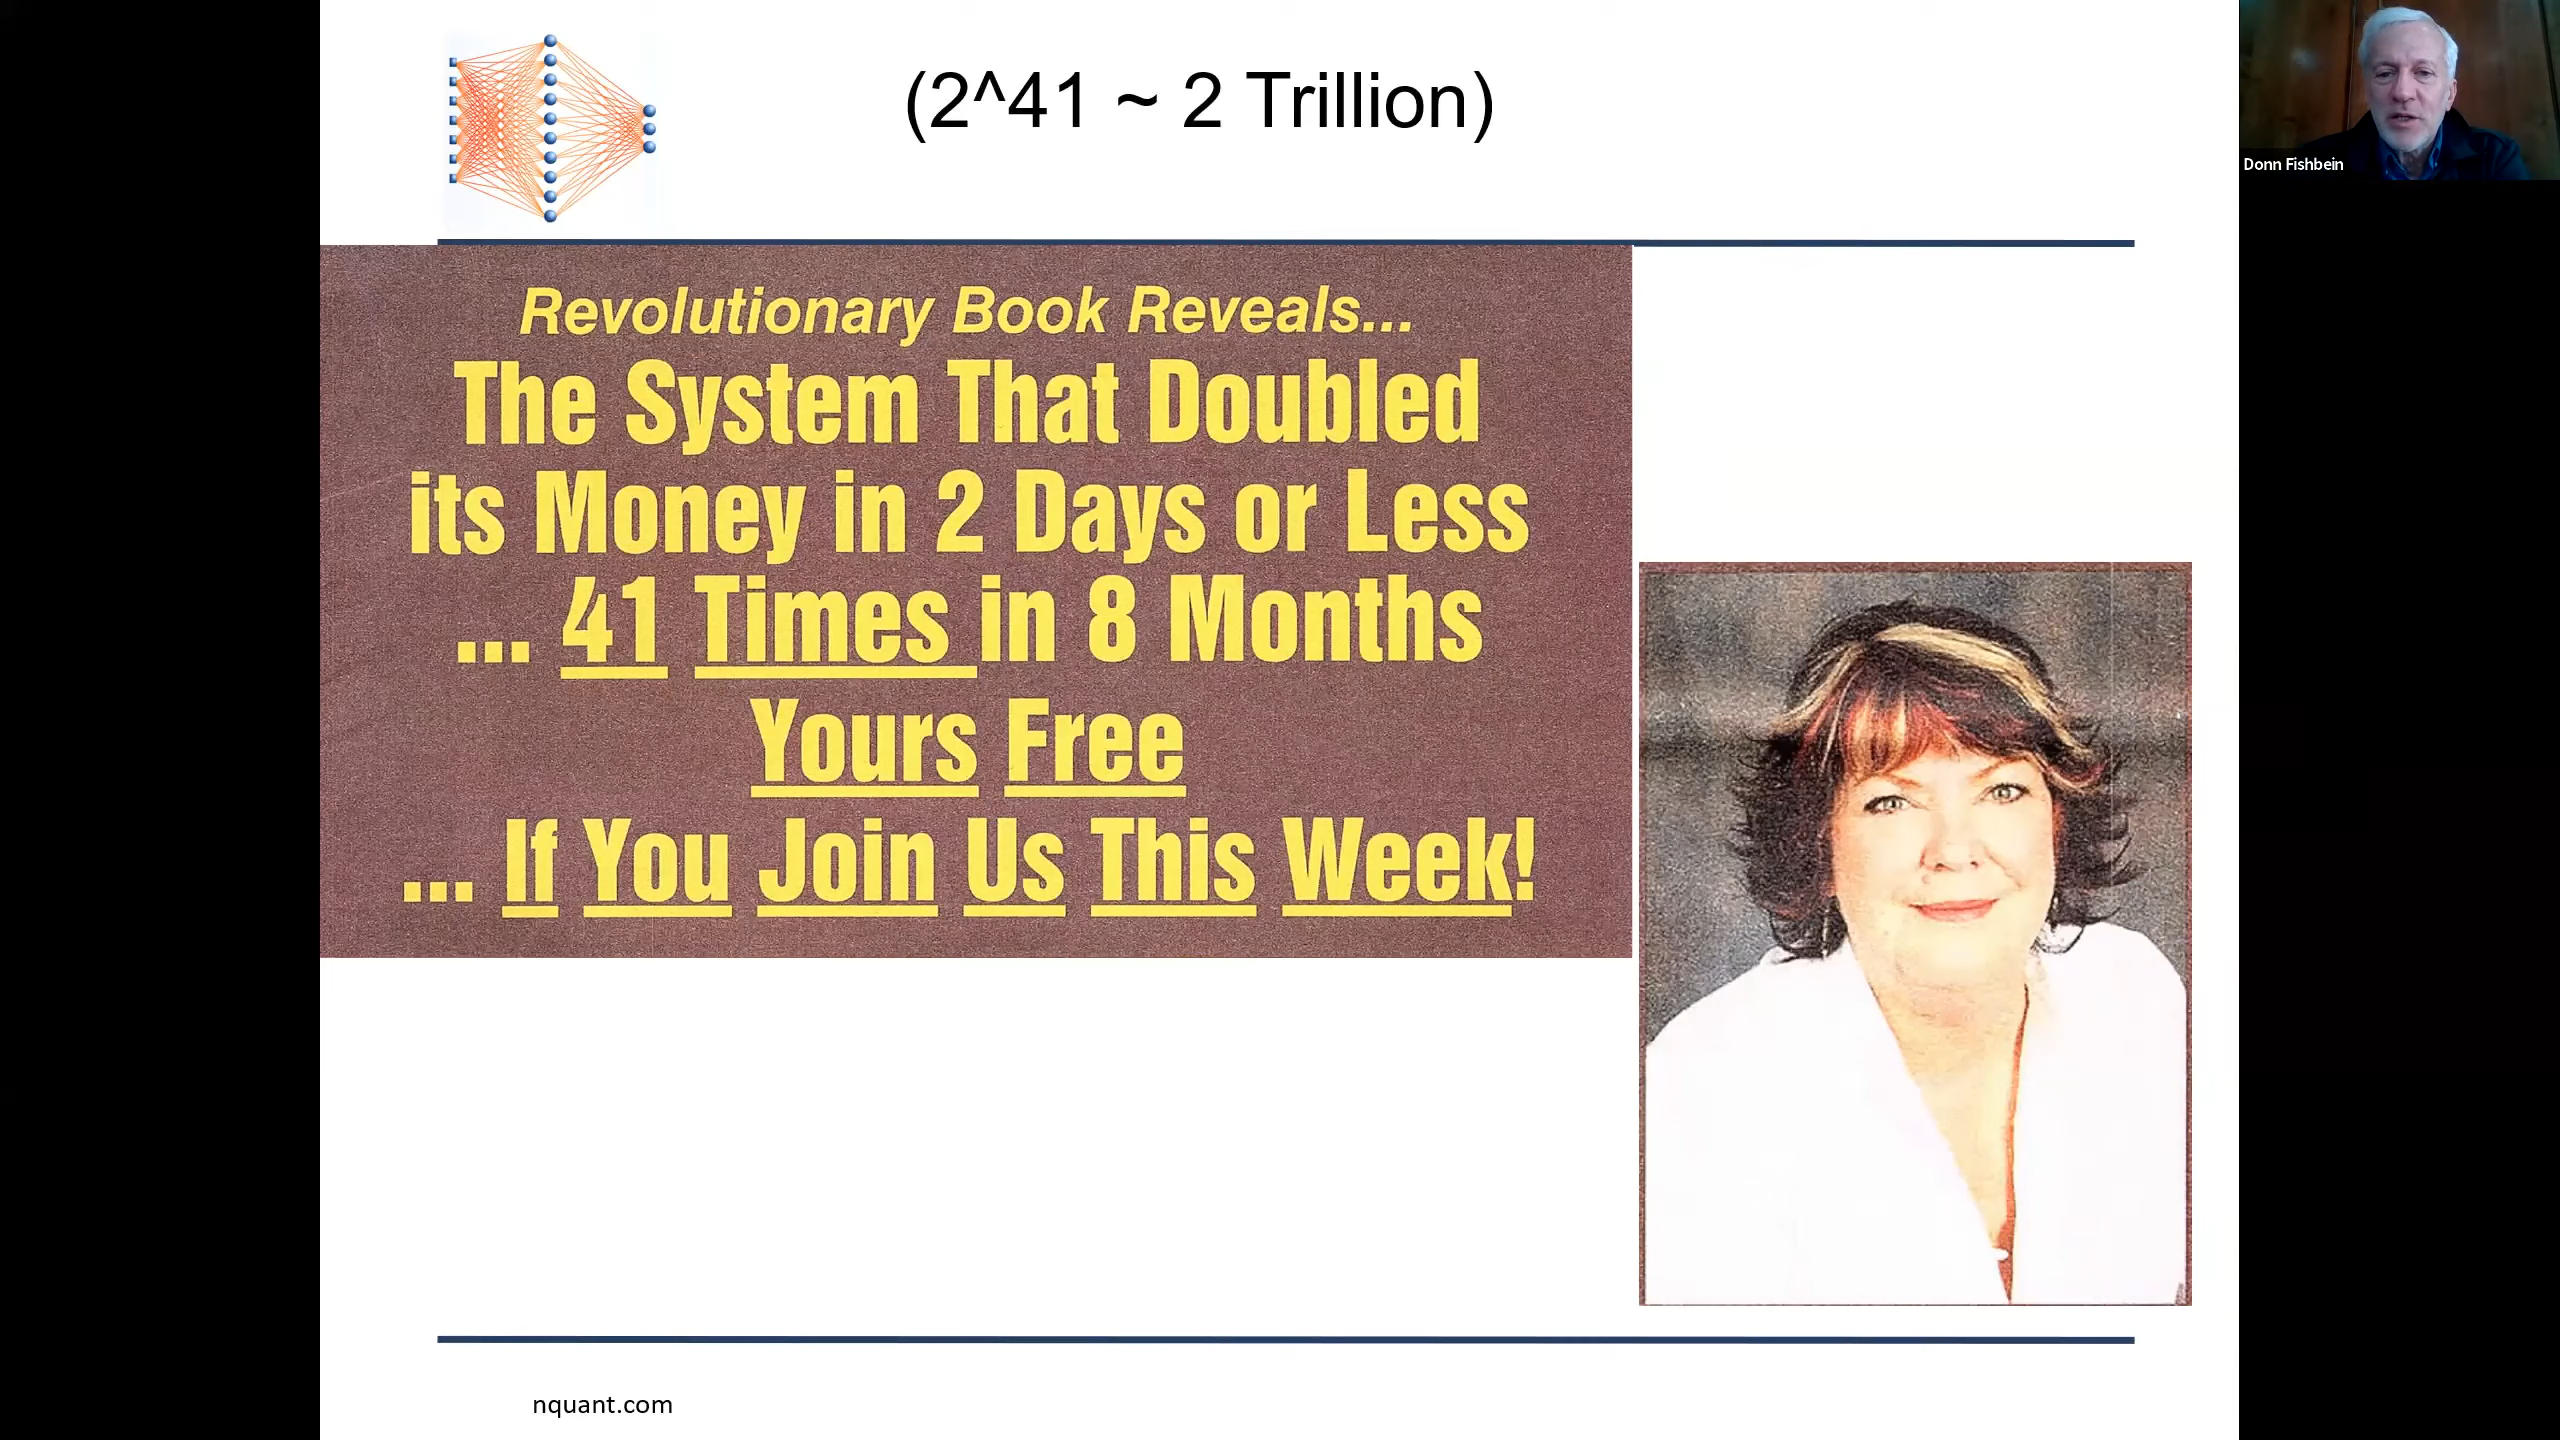 (2^41 ~ 2 Trillion)
Donn Fishbein
Revolutionary Book Reveals...
The System That Doubled
its Money in 2 Days or Less
... 41 Times in 8 Months
Yours Free
... If You Join Us This Week!
nquant.com